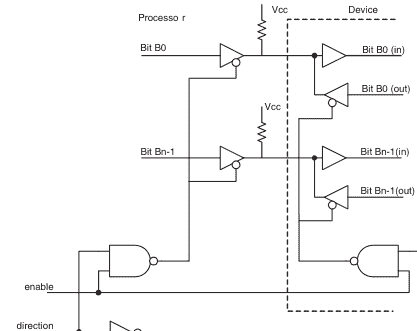 Processo r
Vcc
Device
Bit B0
Bit B0 (in)
Bit B0 (out)
Vcc
Bit Bn-1
Bit Bn-1(in)
Bit Bn-1(out)
enable
direction